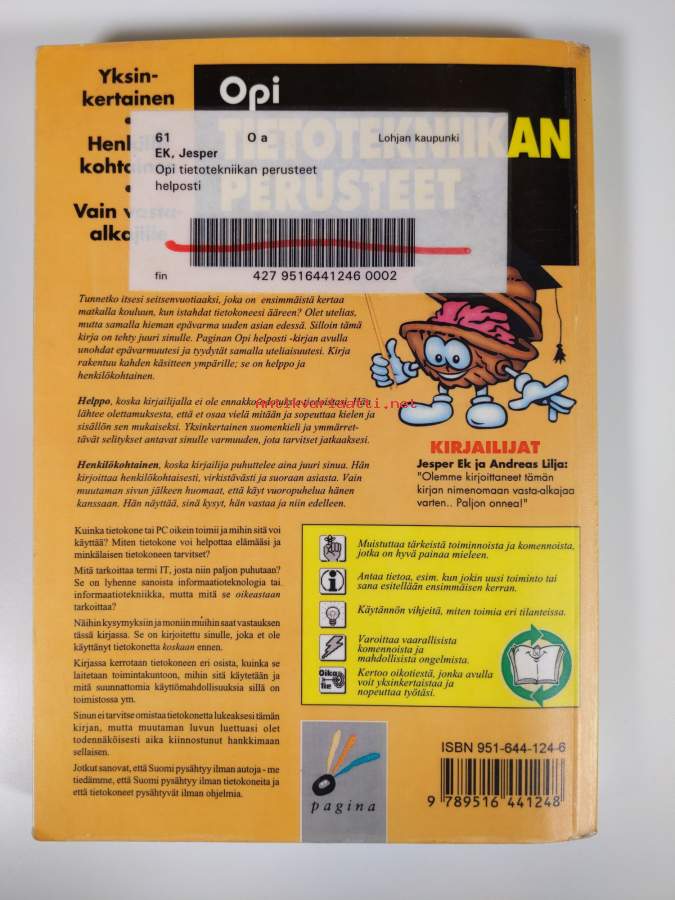 Yksin-
kertainen
•
Henkilö-
kohtainen
•
Vain vasta-
alkajille
Opi
TIETOTEKNIIKAN
PERUSTEET
61 O a Lohjan kaupunki
EK, Jesper
Opi tietotekniikan perusteet
helposti
fin 427 9516441246 0002
Tunnetko itsesi seitsenvuotiaaksi, joka on ensimmäistä kertaa
matkalla kouluun, kun istahdat tietokoneesi ääreen? Olet utelias,
mutta samalla hieman epävarma uuden asian edessä. Silloin tämä
kirja on tehty juuri sinulle. Paginan Opi helposti -kirjan avulla
unohdat epävarmuutesi ja tyydytät samalla uteliaisuutesi. Kirja
rakentuu kahden käsitteen ympärille; se on helppo ja
henkilökohtainen.
Helppo, koska kirjailijalla ei ole ennakko-odotuksia tiedoistasi. Hän
lähtee olettamuksesta, että et osaa vielä mitään ja sopeuttaa kielen ja
sisällön sen mukaiseksi. Yksinkertainen suomenkieli ja ymmärret-
tävät selitykset antavat sinulle varmuuden, jota tarvitset jatkaaksesi.
Henkilökohtainen, koska kirjailija puhuttelee aina juuri sinua. Hän
kirjoittaa henkilökohtaisesti, virkistävästi ja suoraan asiasta. Vain
muutaman sivun jälkeen huomaat, että käyt vuoropuhelua hänen
kanssaan. Hän näyttää, sinä kysyt, hän vastaa ja niin edelleen.
Antikvariaatti.net
KIRJAILIJAT
Jesper Ek ja Andreas Lilja:
"Olemme kirjoittaneet tämän
kirjan nimenomaan vasta-alkajaa
varten.. Paljon onnea!"
Kuinka tietokone tai PC oikein toimii ja mihin sitä voi
käyttää? Miten tietokone voi helpottaa elämääsi ja
minkälaisen tietokoneen tarvitset?
Mitä tarkoittaa termi IT, josta niin paljon puhutaan?
Se on lyhenne sanoista informaatioteknologia tai
informaatiotekniikka, mutta mitä se oikeastaan
tarkoittaa?
Näihin kysymyksiin ja moniin muihin saat vastauksen
tässä kirjassa. Se on kirjoitettu sinulle, joka et ole
käyttänyt tietokonetta koskaan ennen.
Kirjassa kerrotaan tietokoneen eri osista, kuinka se
laitetaan toimintakuntoon, mihin sitä käytetään ja
mitä suunnattomia käyttömahdollisuuksia sillä on
toimistossa ym.
Sinun ei tarvitse omistaa tietokonetta lukeaksesi tämän
kirjan, mutta muutaman luvun luettuasi olet
todennäköisesti aika kiinnostunut hankkimaan
sellaisen.
Jotkut sanovat, että Suomi pysähtyy ilman autoja - me
tiedämme, että Suomi pysähtyy ilman tietokoneita ja
että tietokoneet pysähtyvät ilman ohjelmia.
Muistuttaa tärkeistä toiminnoista ja komennoista,
jotka on hyvä painaa mieleen.
Antaa tietoa, esim. kun jokin uusi toiminto tai
sana esitellään ensimmäisen kerran.
Käytännön vihjeitä, miten toimia eri tilanteissa.
Varoittaa vaarallisista
komennoista ja
mahdollisista ongelmista.
Oiko
tie
Kertoo oikotiestä, jonka avulla
voit yksinkertaistaa ja
nopeuttaa työtäsi.
pagina
ISBN 951-644-124-6
9 789516 441248